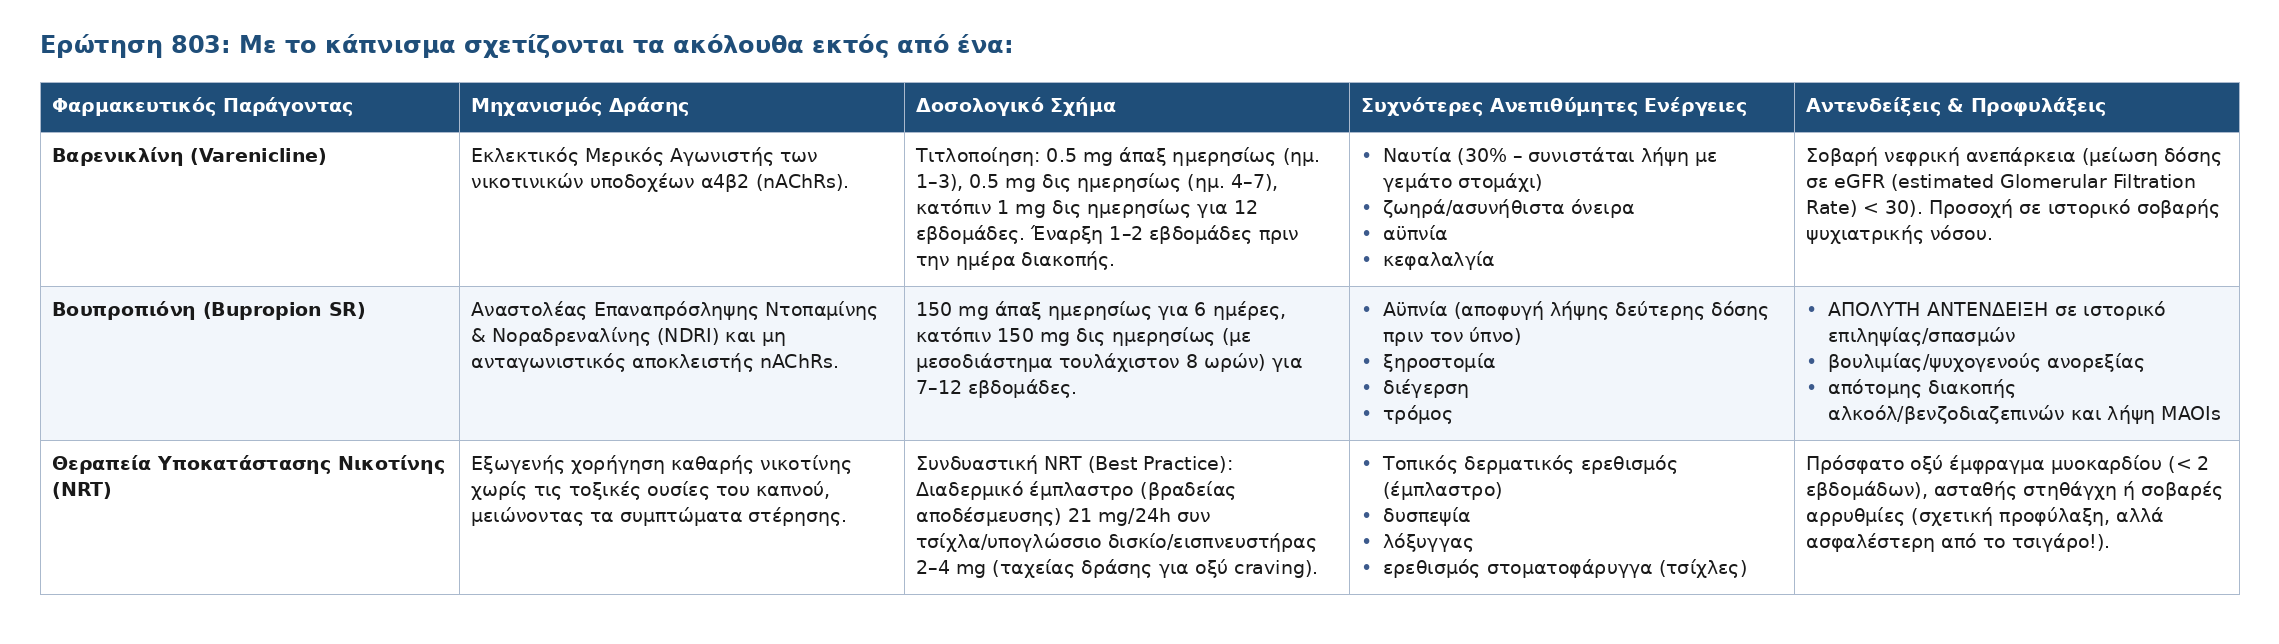 Ερώτηση 803: Με το κάπνισμα σχετίζονται τα ακόλουθα εκτός από ένα:
Φαρμακευτικός Παράγοντας
Μηχανισμός Δράσης
Δοσολογικό Σχήμα
Συχνότερες Ανεπιθύμητες Ενέργειες
Αντενδείξεις & Προφυλάξεις
Βαρενικλίνη (Varenicline)
Εκλεκτικός Μερικός Αγωνιστής των
νικοτινικών υποδοχέων α4β2 (nAChRs).
Τιτλοποίηση: 0.5 mg άπαξ ημερησίως (ημ.
1–3), 0.5 mg δις ημερησίως (ημ. 4–7),
κατόπιν 1 mg δις ημερησίως για 12
εβδομάδες. Έναρξη 1–2 εβδομάδες πριν
την ημέρα διακοπής.
• Ναυτία (30% – συνιστάται λήψη με
γεμάτο στομάχι)
• ζωηρά/ασυνήθιστα όνειρα
• αϋπνία
• κεφαλαλγία
Σοβαρή νεφρική ανεπάρκεια (μείωση δόσης
σε eGFR (estimated Glomerular Filtration
Rate) < 30). Προσοχή σε ιστορικό σοβαρής
ψυχιατρικής νόσου.
Βουπροπιόνη (Bupropion SR)
Αναστολέας Επαναπρόσληψης Ντοπαμίνης
& Νοραδρεναλίνης (NDRI) και μη
ανταγωνιστικός αποκλειστής nAChRs.
150 mg άπαξ ημερησίως για 6 ημέρες,
κατόπιν 150 mg δις ημερησίως (με
μεσοδιάστημα τουλάχιστον 8 ωρών) για
7–12 εβδομάδες.
• Αϋπνία (αποφυγή λήψης δεύτερης δόσης
πριν τον ύπνο)
• ξηροστομία
• διέγερση
• τρόμος
• ΑΠΟΛΥΤΗ ΑΝΤΕΝΔΕΙΞΗ σε ιστορικό
επιληψίας/σπασμών
• βουλιμίας/ψυχογενούς ανορεξίας
• απότομης διακοπής
αλκοόλ/βενζοδιαζεπινών και λήψη MAOIs
Θεραπεία Υποκατάστασης Νικοτίνης
(NRT)
Εξωγενής χορήγηση καθαρής νικοτίνης
χωρίς τις τοξικές ουσίες του καπνού,
μειώνοντας τα συμπτώματα στέρησης.
Συνδυαστική NRT (Best Practice):
Διαδερμικό έμπλαστρο (βραδείας
αποδέσμευσης) 21 mg/24h συν
τσίχλα/υπογλώσσιο δισκίο/εισπνευστήρας
2–4 mg (ταχείας δράσης για οξύ craving).
• Τοπικός δερματικός ερεθισμός
(έμπλαστρο)
• δυσπεψία
• λόξυγγας
• ερεθισμός στοματοφάρυγγα (τσίχλες)
Πρόσφατο οξύ έμφραγμα μυοκαρδίου (< 2
εβδομάδων), ασταθής στηθάγχη ή σοβαρές
αρρυθμίες (σχετική προφύλαξη, αλλά
ασφαλέστερη από το τσιγάρο!).